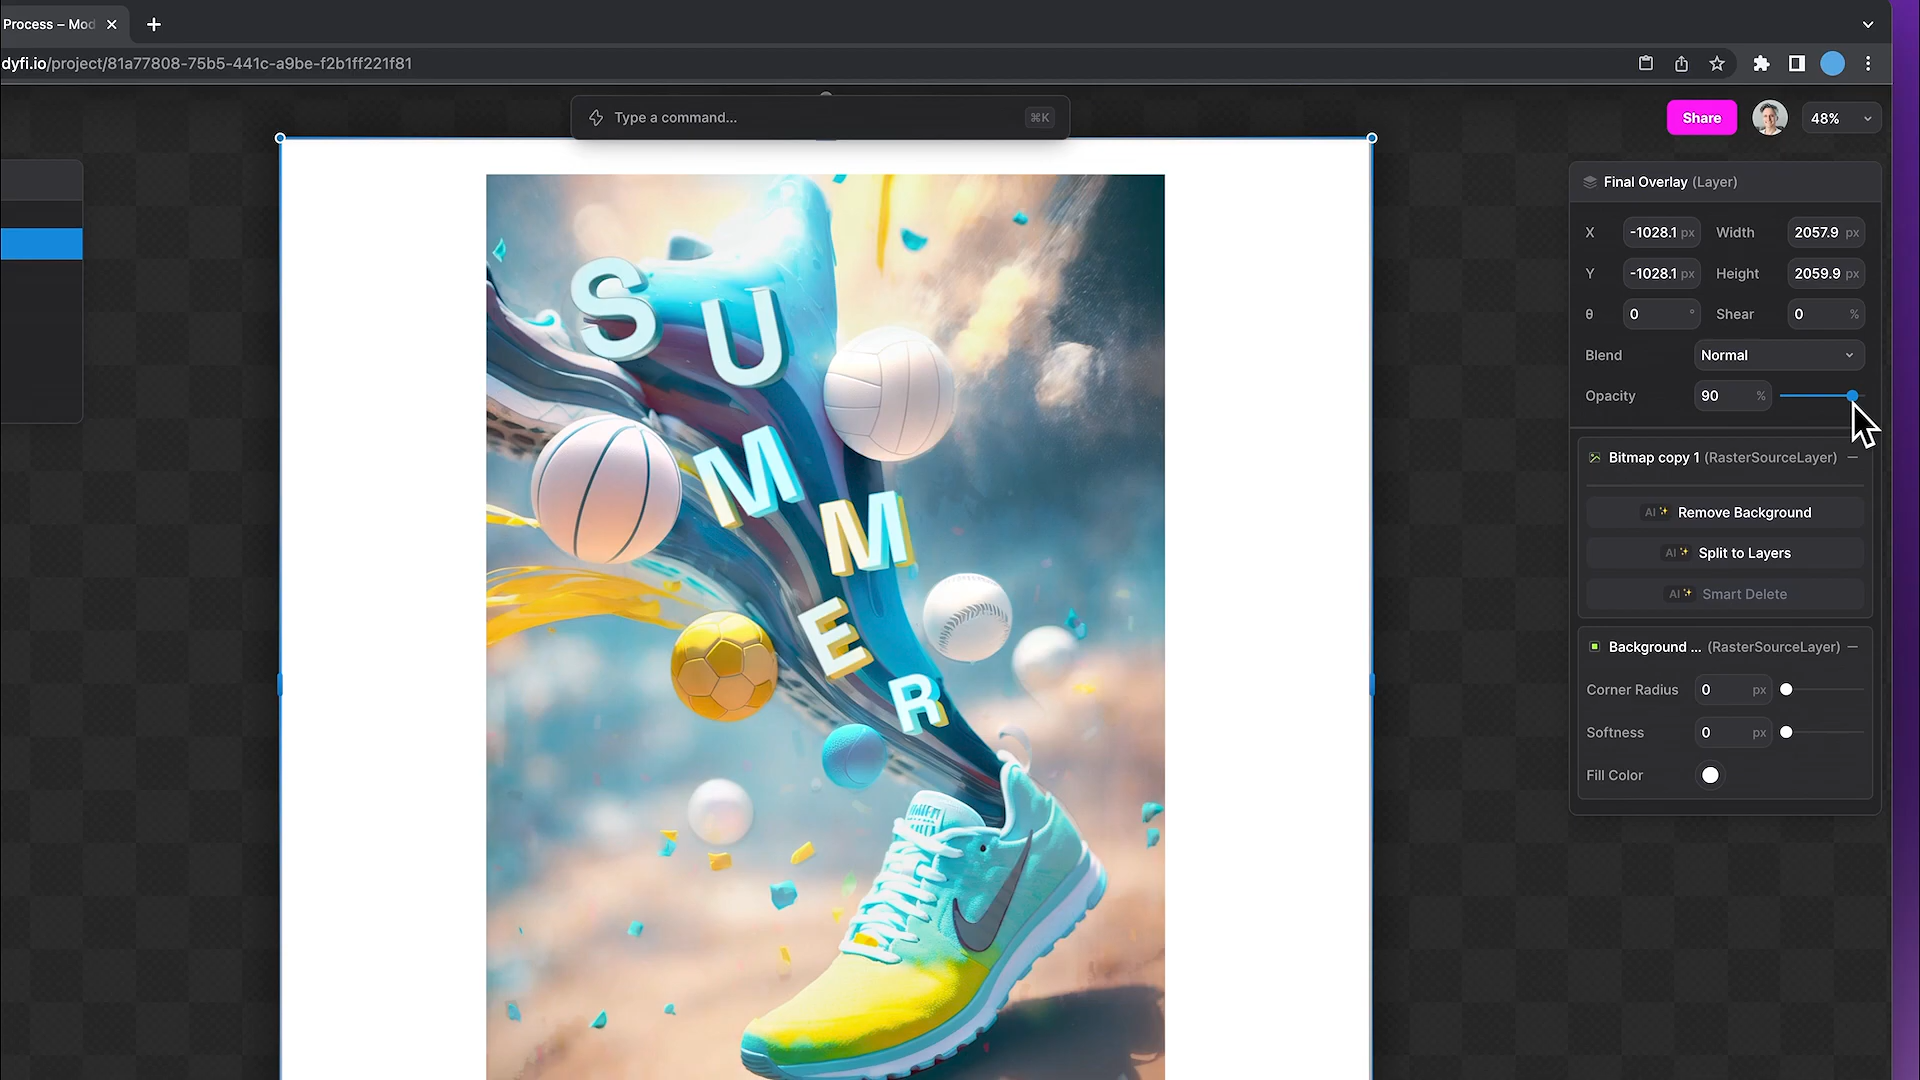 Process – Mod
dyfi.io/project/81a77808-75b5-441c-a9be-f2b1ff221f81
Type a command...
⌘K
Share
48%
Final Overlay (Layer)
X -1028.1 px Width 2057.9 px
Y -1028.1 px Height 2059.9 px
θ 0 ° Shear 0 %
Blend Normal
Opacity 90 %
Bitmap copy 1 (RasterSourceLayer)
AI Remove Background
AI Split to Layers
AI Smart Delete
Background ... (RasterSourceLayer)
Corner Radius 0 px
Softness 0 px
Fill Color
SUMMER